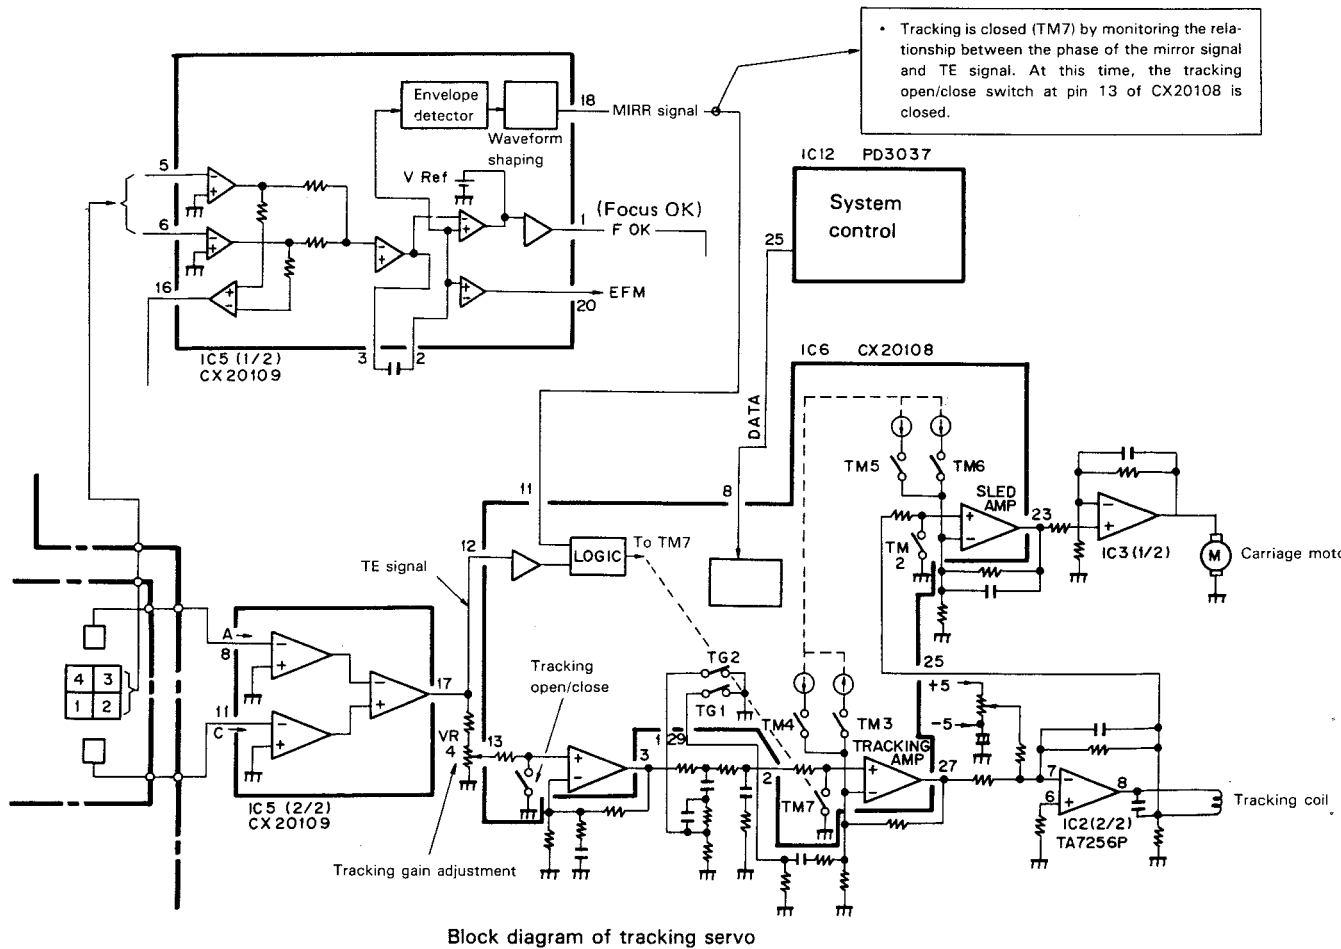 • Tracking is closed (TM7) by monitoring the rela-
tionship between the phase of the mirror signal
and TE signal. At this time, the tracking
open/close switch at pin 13 of CX20108 is
closed.
Envelope
detector
18
MIRR signal
Waveform
shaping
V Ref
5
6
16
(Focus OK)
1
F OK
EFM
20
3
2
IC5 (1/2)
CX20109
IC12 PD3037
System
control
25
DATA
IC6 CX20108
8
11
12
TE signal
LOGIC
To TM7
TM5
TM6
SLED
AMP
23
TM
2
IC3 (1/2)
M
Carriage moto
A
8
11
C
4
3
1
2
17
IC5 (2/2)
CX20109
VR
4
13
Tracking
open/close
Tracking gain adjustment
3
1
29
TG2
TG1
2
TM4
TM3
TM7
TRACKING
AMP
27
25
+5
-5
7
6
8
IC2(2/2)
TA7256P
Tracking coil
Block diagram of tracking servo